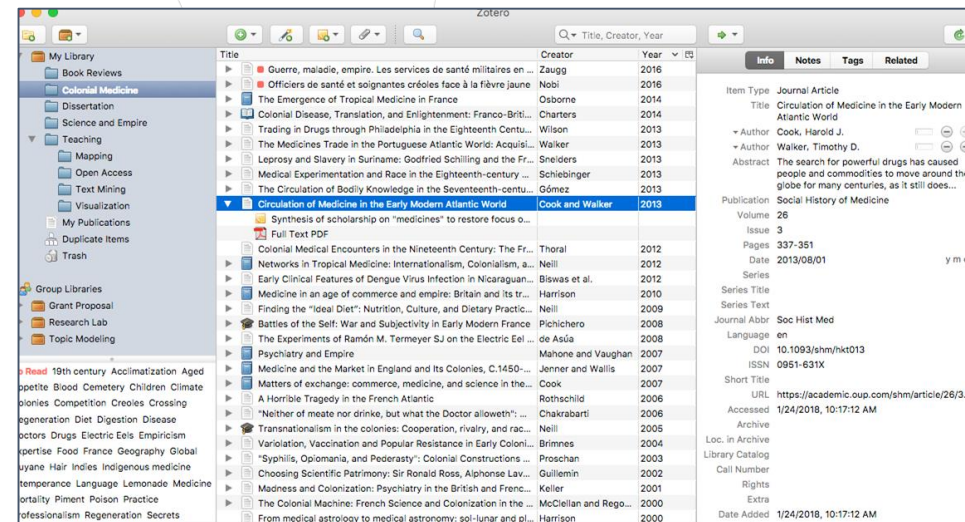 Zotero
Title, Creator, Year
My Library
Book Reviews
Colonial Medicine
Dissertation
Science and Empire
Teaching
Mapping
Open Access
Text Mining
Visualization
My Publications
Duplicate Items
Trash
Group Libraries
Grant Proposal
Research Lab
Topic Modeling
Read 19th century Acclimatization Aged
Blood Cemetery Children Climate
Competition Creoles Crossing
Diet Digestion Disease
Drugs Electric Eels Empiricism
Food France Geography Global
Hair Indies Indigenous medicine
Language Lemonade Medicine
Piment Poison Practice
Regeneration Secrets
Title Creator Year
Guerre, maladie, empire. Les services de santé militaires en ... Zaugg 2016
Officiers de santé et soignantes créoles face à la fièvre jaune Nobi 2016
The Emergence of Tropical Medicine in France Osborne 2014
Colonial Disease, Translation, and Enlightenment: Franco-Briti... Charters 2014
Trading in Drugs through Philadelphia in the Eighteenth Centu... Wilson 2013
The Medicines Trade in the Portuguese Atlantic World: Acquisi... Walker 2013
Leprosy and Slavery in Suriname: Godfried Schilling and the Fr... Snelders 2013
Medical Experimentation and Race in the Eighteenth-century ... Schiebinger 2013
The Circulation of Bodily Knowledge in the Seventeenth-centu... Gómez 2013
Circulation of Medicine in the Early Modern Atlantic World Cook and Walker 2013
Synthesis of scholarship on "medicines" to restore focus o...
Full Text PDF
Colonial Medical Encounters in the Nineteenth Century: The Fr... Thoral 2012
Networks in Tropical Medicine: Internationalism, Colonialism, a... Neill 2012
Early Clinical Features of Dengue Virus Infection in Nicaraguan... Biswas et al. 2012
Medicine in an age of commerce and empire: Britain and its tr... Harrison 2010
Finding the "Ideal Diet": Nutrition, Culture, and Dietary Practic... Neill 2009
Battles of the Self: War and Subjectivity in Early Modern France Pichichero 2008
The Experiments of Ramón M. Termeyer SJ on the Electric Eel ... de Asúa 2008
Psychiatry and Empire Mahone and Vaughan 2007
Medicine and the Market in England and Its Colonies, C.1450-... Jenner and Wallis 2007
Matters of exchange: commerce, medicine, and science in the... Cook 2007
A Horrible Tragedy in the French Atlantic Rothschild 2006
"Neither of meate nor drinke, but what the Doctor alloweth": ... Chakrabarti 2006
Transnationalism in the colonies: Cooperation, rivalry, and rac... Neill 2005
Variolation, Vaccination and Popular Resistance in Early Coloni... Brimnes 2004
"Syphilis, Opiomania, and Pederasty": Colonial Constructions ... Proschan 2003
Choosing Scientific Patrimony: Sir Ronald Ross, Alphonse Lav... Guillemin 2002
Madness and Colonization: Psychiatry in the British and Frenc... Keller 2001
The Colonial Machine: French Science and Colonization in the ... McClellan and Rego... 2000
From medical astrology to medical astronomy: sol-lunar and pl... Harrison 2000
Info Notes Tags Related
Item Type Journal Article
Title Circulation of Medicine in the Early Modern
Atlantic World
Author Cook, Harold J.
Author Walker, Timothy D.
Abstract The search for powerful drugs has caused
people and commodities to move around the
globe for many centuries, as it still does...
Publication Social History of Medicine
Volume 26
Issue 3
Pages 337-351
Date 2013/08/01 y m
Series
Series Title
Series Text
Journal Abbr Soc Hist Med
Language en
DOI 10.1093/shm/hkt013
ISSN 0951-631X
Short Title
URL https://academic.oup.com/shm/article/26/3
Accessed 1/24/2018, 10:17:12 AM
Archive
Loc. in Archive
Library Catalog
Call Number
Rights
Extra
Date Added 1/24/2018, 10:17:12 AM